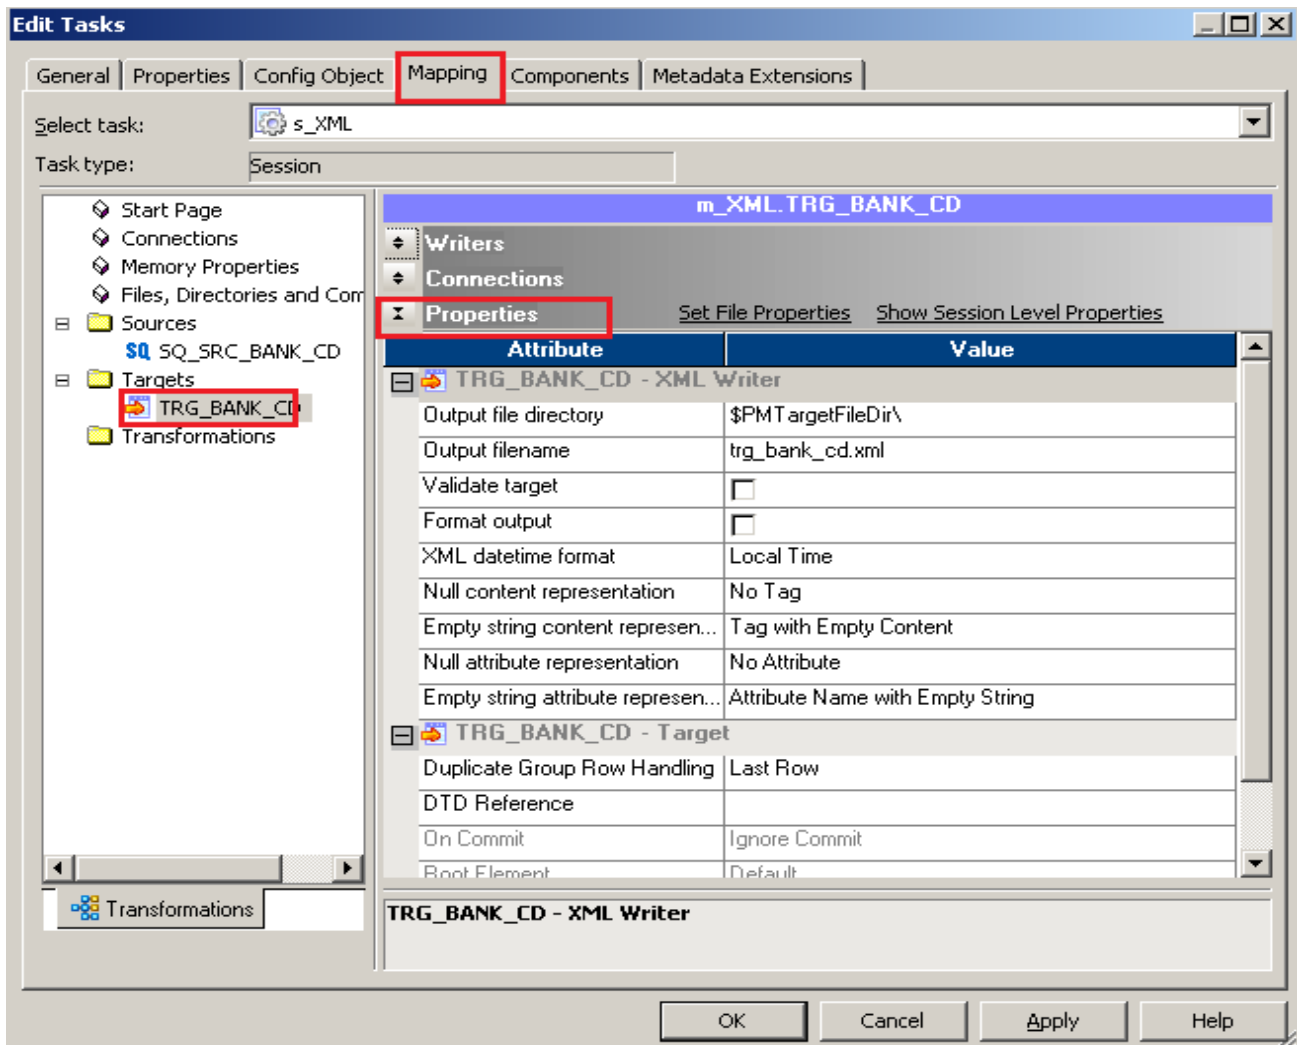 Edit Tasks
General Properties Config Object Mapping Components Metadata Extensions
Select task: s_XML
Task type: Session
Start Page
Connections
Memory Properties
Files, Directories and Com
Sources
SQ SQ_SRC_BANK_CD
Targets
TRG_BANK_CD
Transformations
Transformations
m_XML.TRG_BANK_CD
Writers
Connections
Properties Set File Properties Show Session Level Properties
Attribute Value
TRG_BANK_CD - XML Writer
Output file directory $PMTargetFileDir\
Output filename trg_bank_cd.xml
Validate target
Format output
XML datetime format Local Time
Null content representation No Tag
Empty string content represen... Tag with Empty Content
Null attribute representation No Attribute
Empty string attribute represen... Attribute Name with Empty String
TRG_BANK_CD - Target
Duplicate Group Row Handling Last Row
DTD Reference
On Commit Ignore Commit
Root Element Default
TRG_BANK_CD - XML Writer
OK Cancel Apply Help